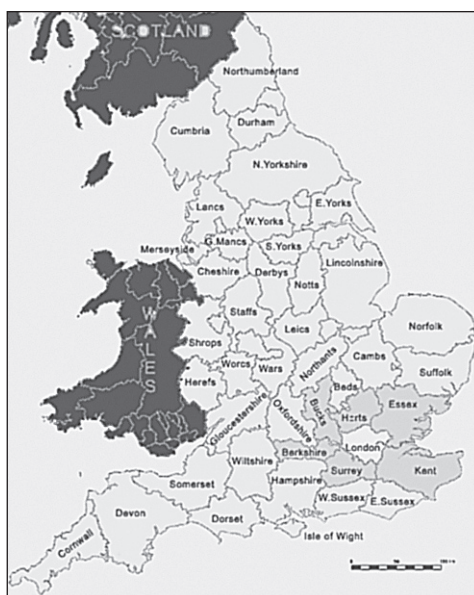 SCOTLAND
Northumberland
Durham
Cumbria
N.Yorkshire
Lancs
W.Yorks
E.Yorks
Merseyside
G.Mancs
S.Yorks
Cheshire
Derbys
Notts
Lincolnshire
WALES
Staffs
Shrops
Leics
Norfolk
Worcs
Wars
Northants
Cambs
Suffolk
Herefs
Beds
Gloucestershire
Oxfordshire
Bucks
Herts
Essex
Berkshire
London
Wiltshire
Surrey
Kent
Somerset
Hampshire
W.Sussex
E.Sussex
Devon
Dorset
Isle of Wight
Cornwall